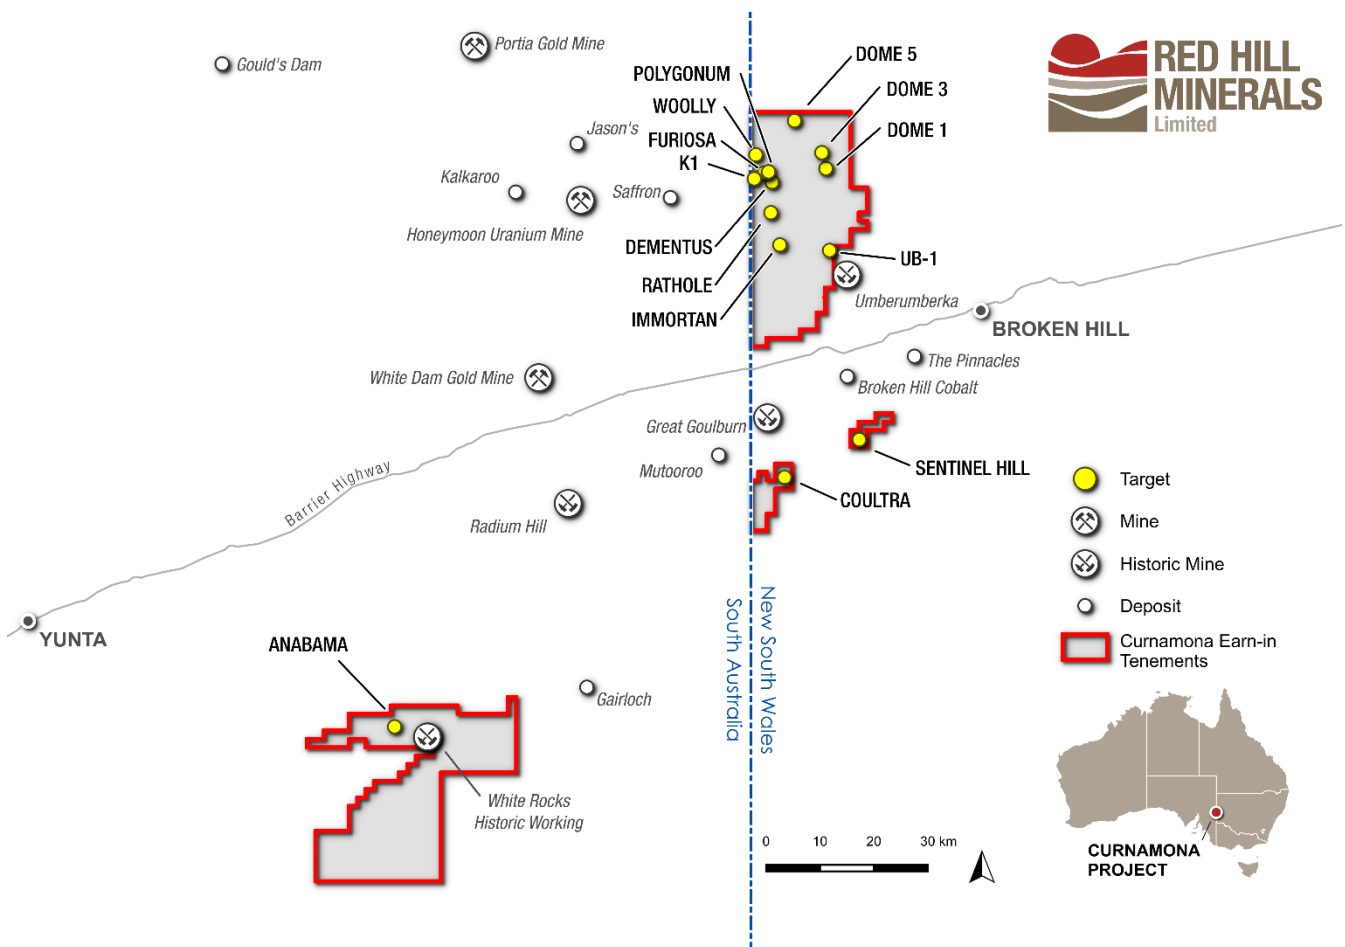 Portia Gold Mine
Gould's Dam
RED HILL
MINERALS
Limited
DOME 5
POLYGONUM
DOME 3
WOOLLY
DOME 1
Jason's
FURIOSA
K1
Kalkaroo
Saffron
Honeymoon Uranium Mine
DEMENTUS
UB-1
RATHOLE
Umberumberka
IMMORTAN
BROKEN HILL
The Pinnacles
White Dam Gold Mine
Broken Hill Cobalt
Great Goulburn
Mutooroo
SENTINEL HILL
Barrier Highway
COULTRA
Radium Hill
Target
Mine
Historic Mine
Deposit
Curnamona Earn-in
Tenements
YUNTA
ANABAMA
South Australia
New South Wales
Gairloch
White Rocks
Historic Working
0 10 20 30 km
CURNAMONA
PROJECT